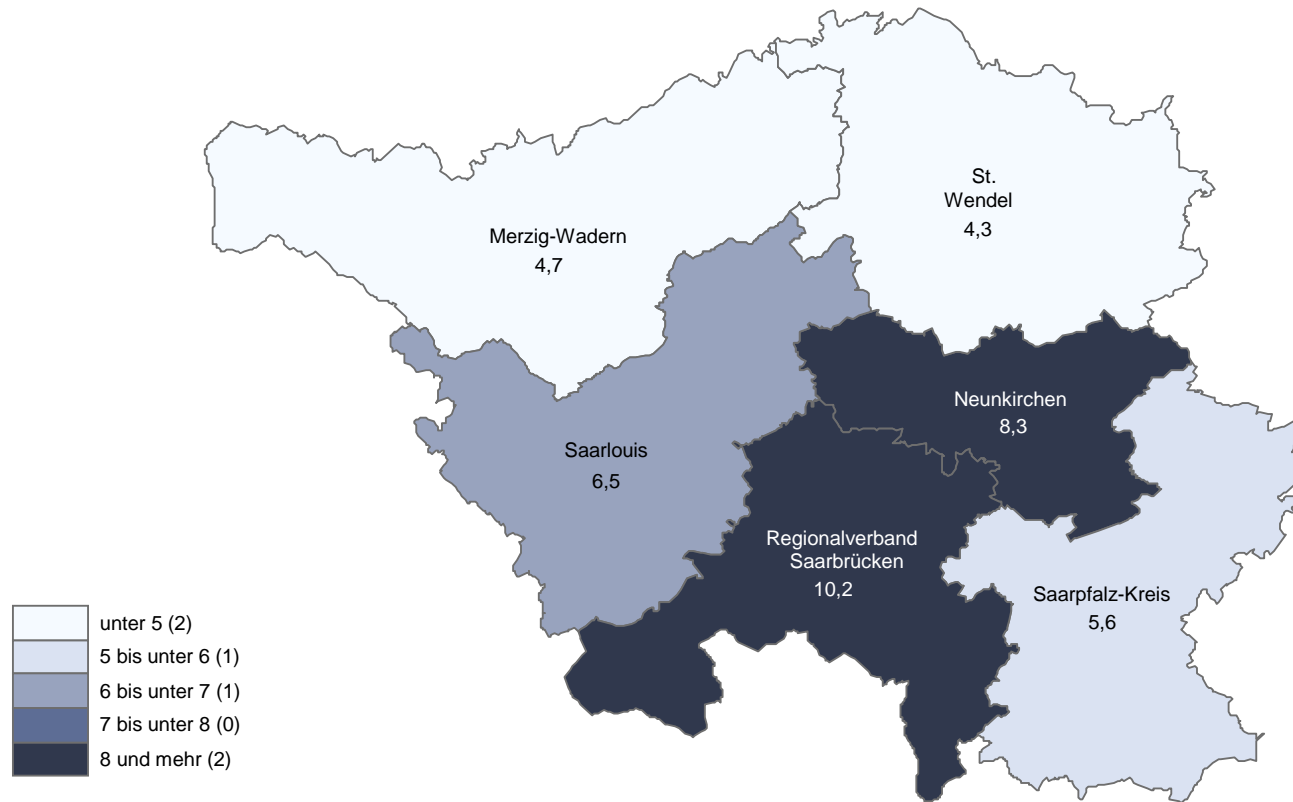 St.
Wendel
4,3
Merzig-Wadern
4,7
Neunkirchen
8,3
Saarlouis
6,5
Regionalverband
Saarbrücken
10,2
Saarpfalz-Kreis
5,6
unter 5 (2)
5 bis unter 6 (1)
6 bis unter 7 (1)
7 bis unter 8 (0)
8 und mehr (2)